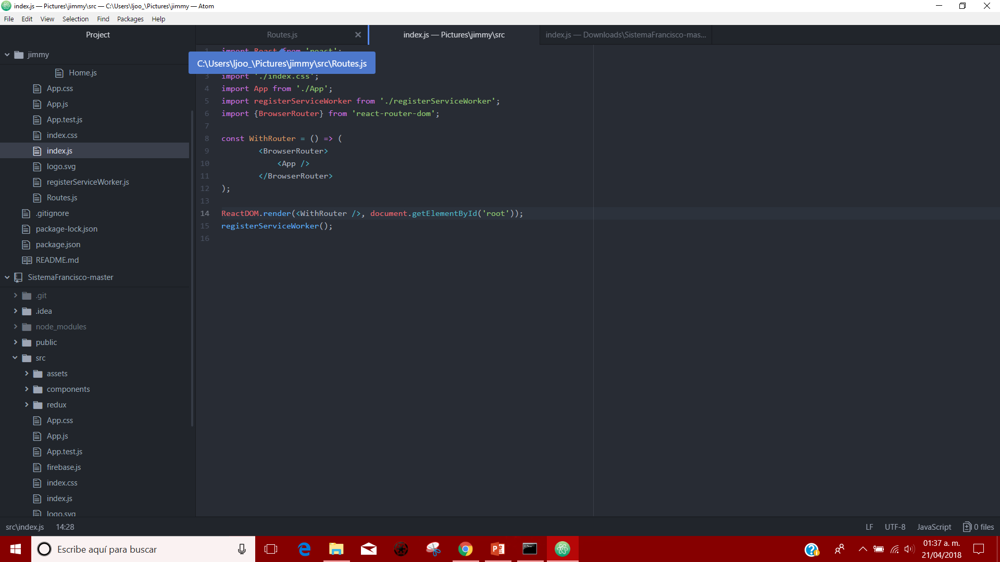 index.js — Pictures\jimmy\src — C:\Users\ljoo_\Pictures\jimmy — Atom
File Edit View Selection Find Packages Help
Project
Routes.js
index.js — Pictures\jimmy\src
index.js — Downloads\SistemaFrancisco-mas...
jimmy
Home.js
App.css
App.js
App.test.js
index.css
index.js
logo.svg
registerServiceWorker.js
Routes.js
.gitignore
package-lock.json
package.json
README.md
SistemaFrancisco-master
.git
.idea
node_modules
public
src
assets
components
redux
App.css
App.js
App.test.js
firebase.js
index.css
index.js
logo.svg
1 import React from 'react';
C:\Users\ljoo_\Pictures\jimmy\src\Routes.js
3 import './index.css';
4 import App from './App';
5 import registerServiceWorker from './registerServiceWorker';
6 import {BrowserRouter} from 'react-router-dom';
7
8 const WithRouter = () => (
9 <BrowserRouter>
10 <App />
11 </BrowserRouter>
12 );
13
14 ReactDOM.render(<WithRouter />, document.getElementById('root'));
15 registerServiceWorker();
16
src\index.js 14:28
LF UTF-8 JavaScript 0 files
Escribe aquí para buscar
01:37 a. m.
21/04/2018